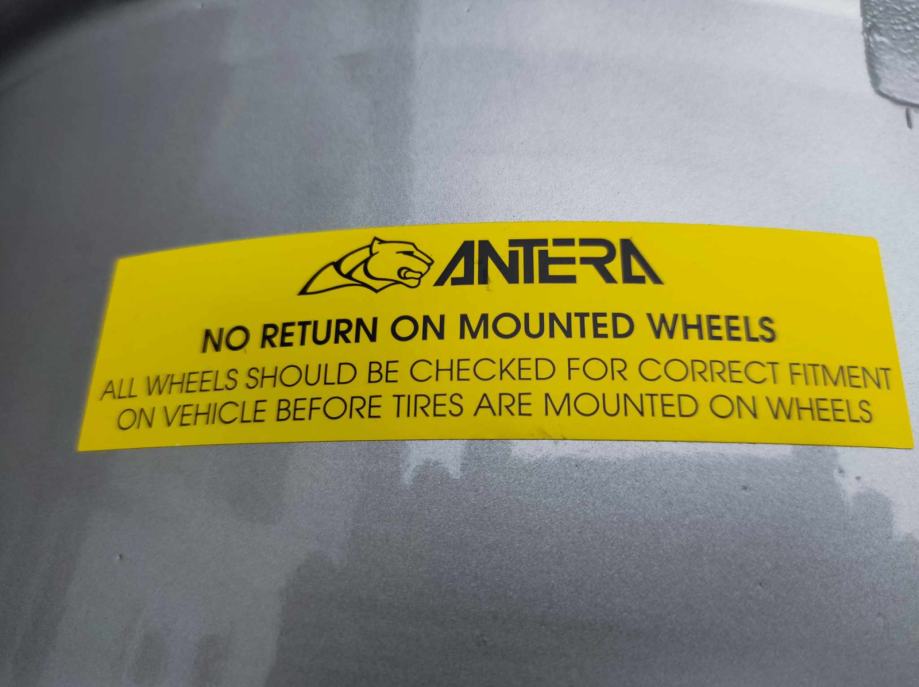 ANTERA
NO RETURN ON MOUNTED WHEELS
ALL WHEELS SHOULD BE CHECKED FOR CORRECT FITMENT
ON VEHICLE BEFORE TIRES ARE MOUNTED ON WHEELS